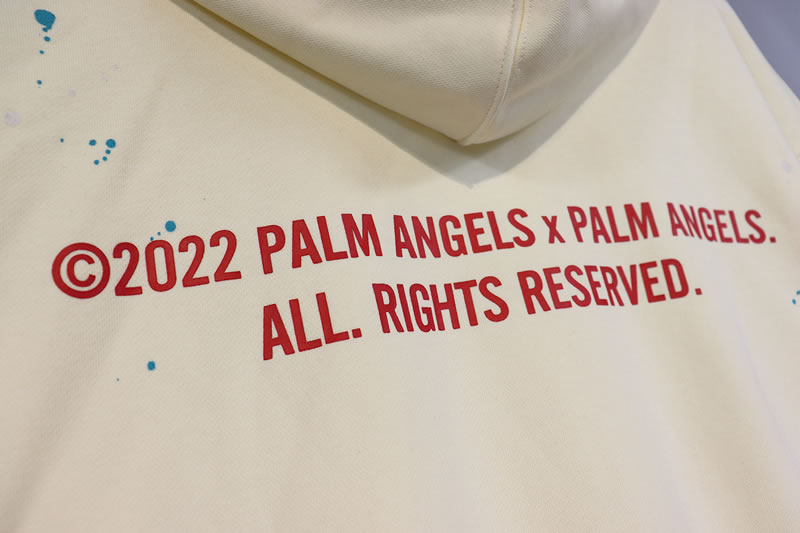 ©2022 PALM ANGELS x PALM ANGELS.
ALL. RIGHTS RESERVED.